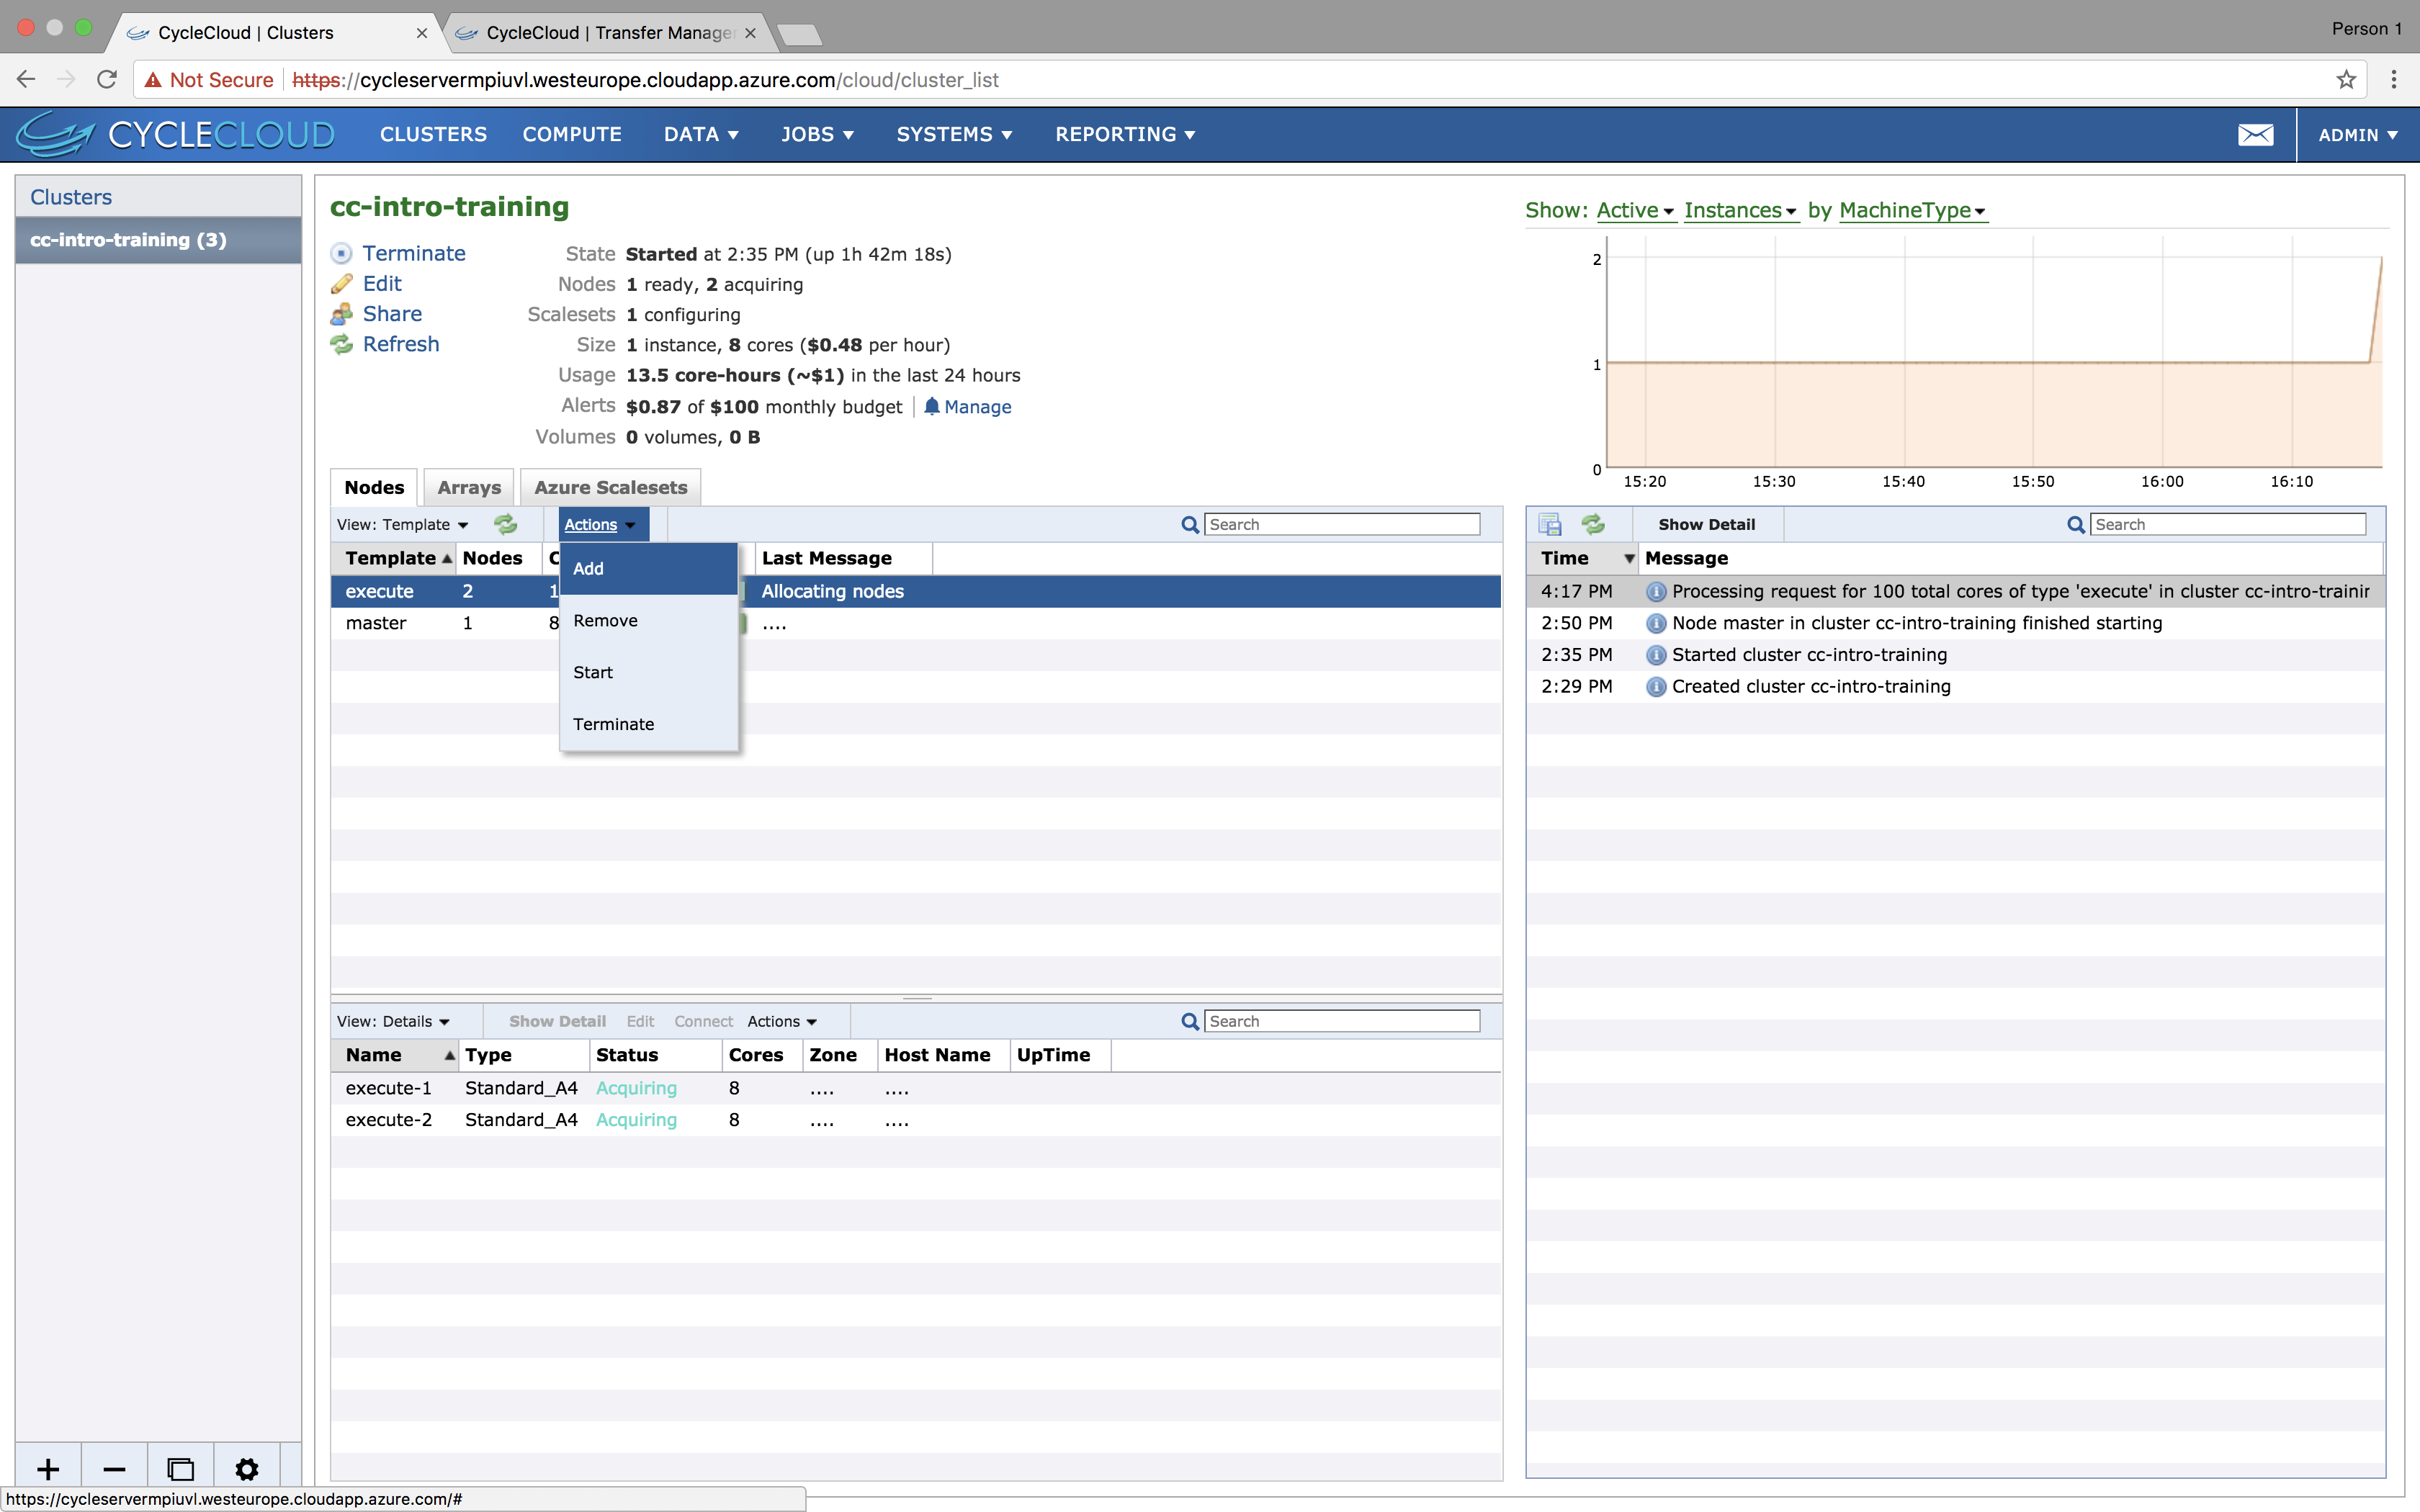 CycleCloud | Clusters
CycleCloud | Transfer Manage
Person 1
Not Secure
https://cycleservermpiuvl.westeurope.cloudapp.azure.com/cloud/cluster_list
CYCLECLOUD
CLUSTERS COMPUTE DATA JOBS SYSTEMS REPORTING ADMIN
Clusters
cc-intro-training (3)
cc-intro-training
Terminate
Edit
Share
Refresh
State Started at 2:35 PM (up 1h 42m 18s)
Nodes 1 ready, 2 acquiring
Scalesets 1 configuring
Size 1 instance, 8 cores ($0.48 per hour)
Usage 13.5 core-hours (~$1) in the last 24 hours
Alerts $0.87 of $100 monthly budget | Manage
Volumes 0 volumes, 0 B
Show: Active Instances by MachineType
2
1
0
15:20 15:30 15:40 15:50 16:00 16:10
Nodes Arrays Azure Scalesets
View: Template Actions Search
Template Nodes C Last Message
execute 2 1 Allocating nodes
master 1 8 ....
Add
Remove
Start
Terminate
Show Detail Search
Time Message
4:17 PM Processing request for 100 total cores of type 'execute' in cluster cc-intro-trainin
2:50 PM Node master in cluster cc-intro-training finished starting
2:35 PM Started cluster cc-intro-training
2:29 PM Created cluster cc-intro-training
View: Details Show Detail Edit Connect Actions Search
Name Type Status Cores Zone Host Name UpTime
execute-1 Standard_A4 Acquiring 8 .... ....
execute-2 Standard_A4 Acquiring 8 .... ....
https://cycleservermpiuvl.westeurope.cloudapp.azure.com/#